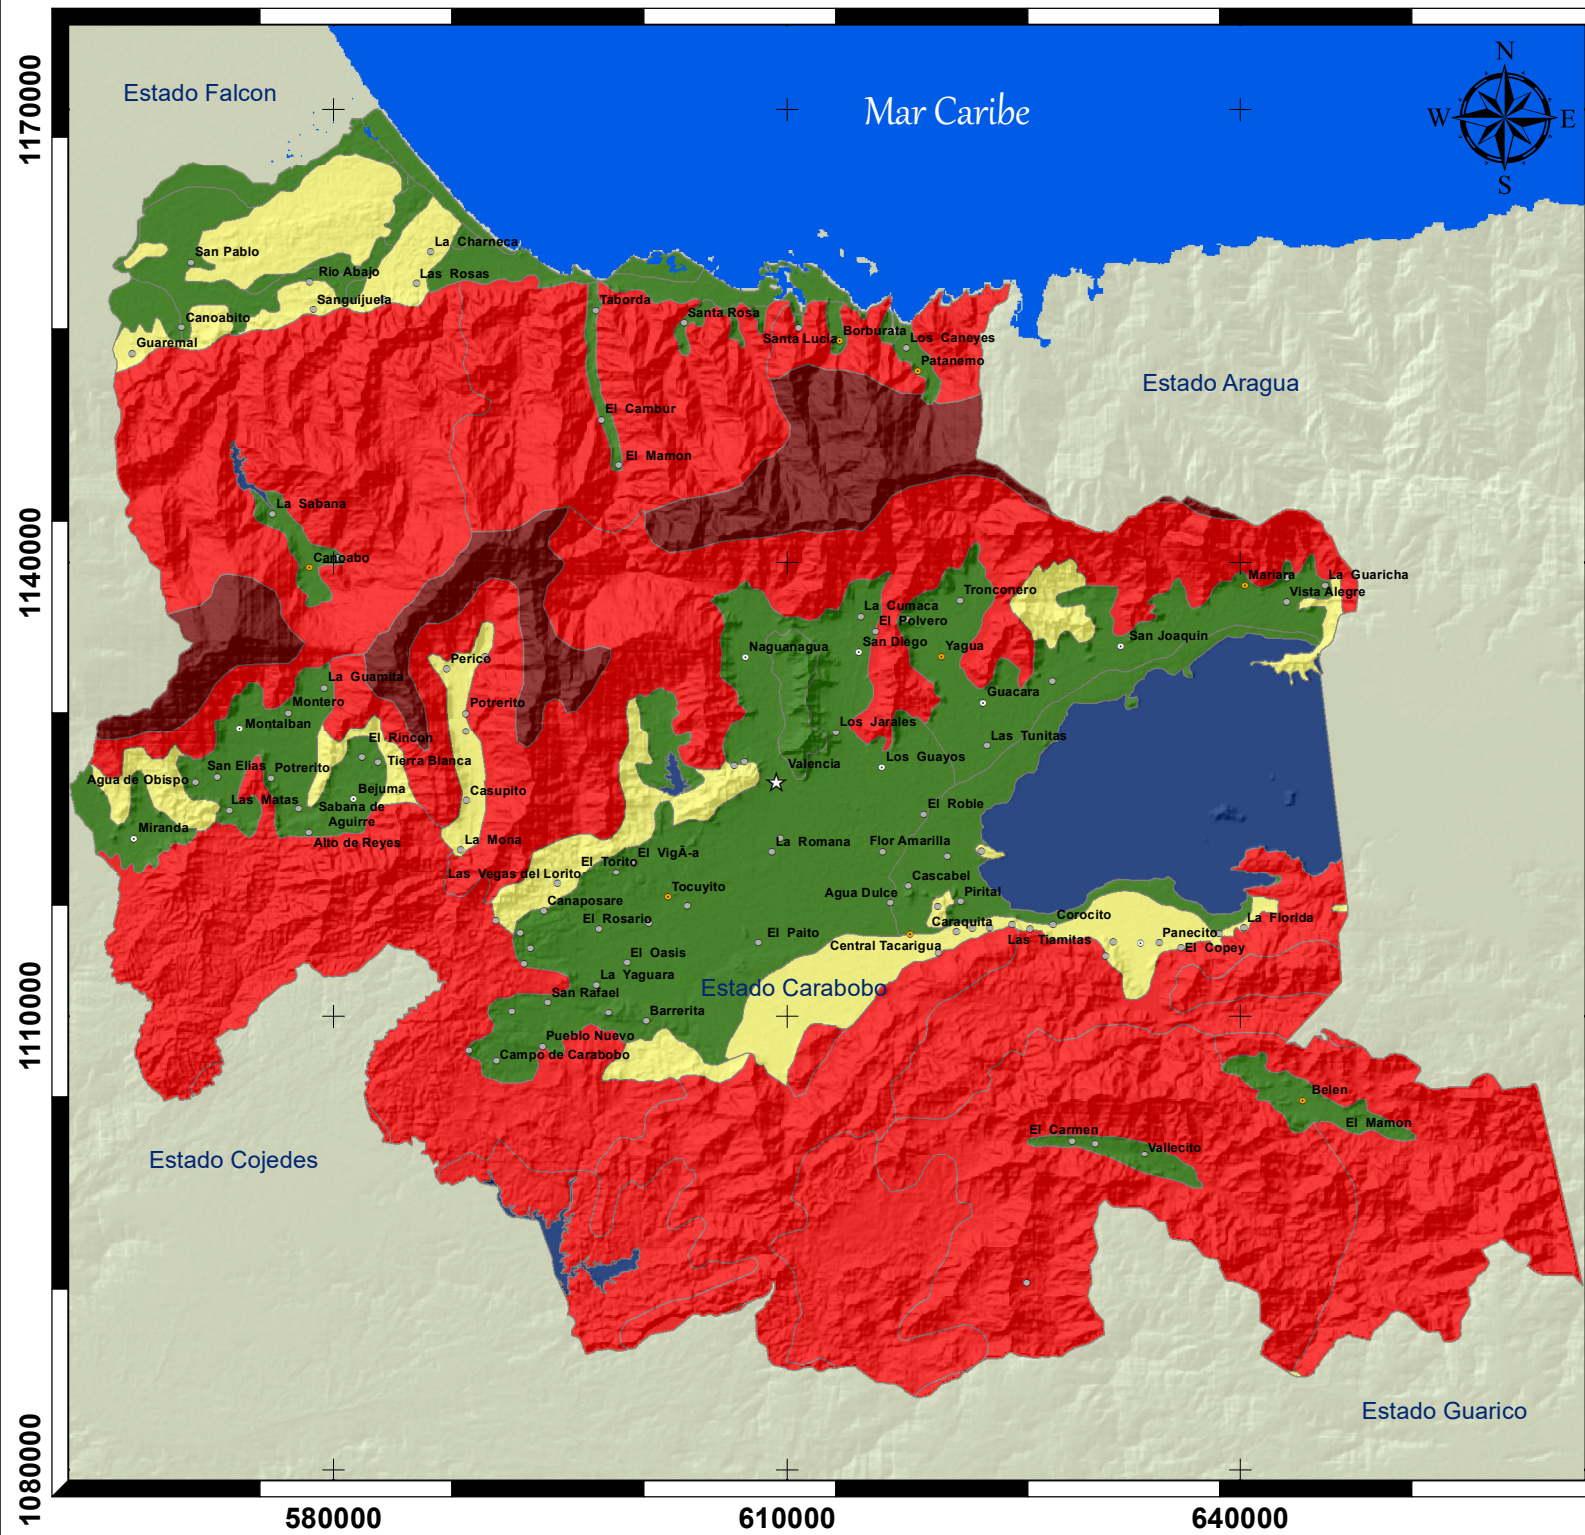 N
Estado Falcon
Mar Caribe
W
E
S
1170000
La Charneca
San Pablo
Rio Abajo
Las Rosas
Sanguijuela
Taborda
Canoabito
Santa Rosa
Guaremal
Santa Lucia
Borburata
Los Caneyes
Patanemo
Estado Aragua
El Cambur
El Mamon
La Sabana
1140000
Canoabo
Mariara
La Guaricha
Tronconero
Vista Alegre
La Cumaca
El Polvero
San Diego
San Joaquin
Naguanagua
Yagua
Perico
La Guamita
Guacara
Montero
Potrerito
Montalban
Los Jarales
El Rincon
Las Tunitas
Tierra Blanca
Los Guayos
Valencia
San Elias
Potrerito
Agua de Obispo
Bejuma
Casupito
Las Matas
Sabana de
Aguirre
El Roble
Miranda
Alto de Reyes
La Mona
La Romana
Flor Amarilla
El VigÃ-a
El Torito
Las Vegas del Lorito
Cascabel
Tocuyito
Agua Dulce
Pirital
Canaposare
El Rosario
Caraquita
Corocito
La Florida
El Paito
Central Tacarigua
Las Tiamitas
Panecito
El Copey
El Oasis
La Yaguara
Estado Carabobo
San Rafael
Barrerita
1110000
Pueblo Nuevo
Campo de Carabobo
Belen
El Mamon
El Carmen
Vallecito
Estado Cojedes
Estado Guarico
1080000
580000
610000
640000